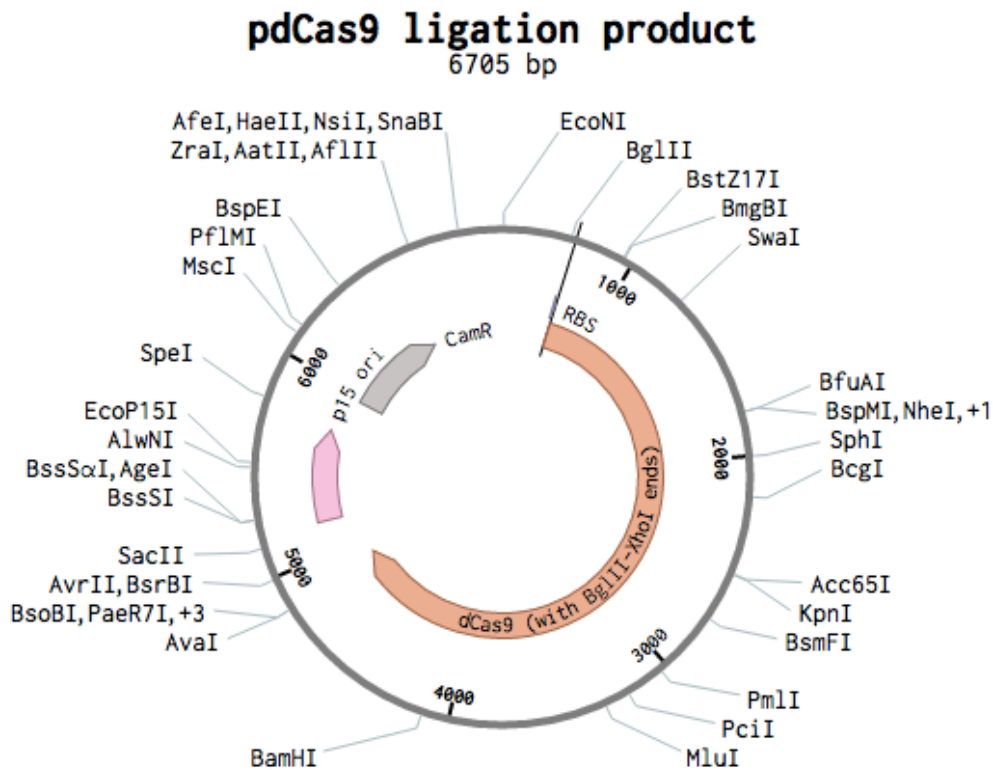 pdCas9 ligation product
6705 bp
AfeI,HaeII,NsiI,SnaBI
ZraI,AatII,AflII
BspEI
PflMI
MscI
SpeI
EcoP15I
AlwNI
BssSαI,AgeI
BssSI
SacII
AvrII,BsrBI
BsoBI,PaeR7I,+3
AvaI
BamHI
EcoNI
BglII
BstZ17I
BmgBI
SwaI
BfuAI
BspMI,NheI,+1
SphI
BcgI
Acc65I
KpnI
BsmFI
PmlI
PciI
MluI
1000
2000
3000
4000
5000
6000
RBS
CamR
p15 ori
dCas9 (with BglII-XhoI ends)